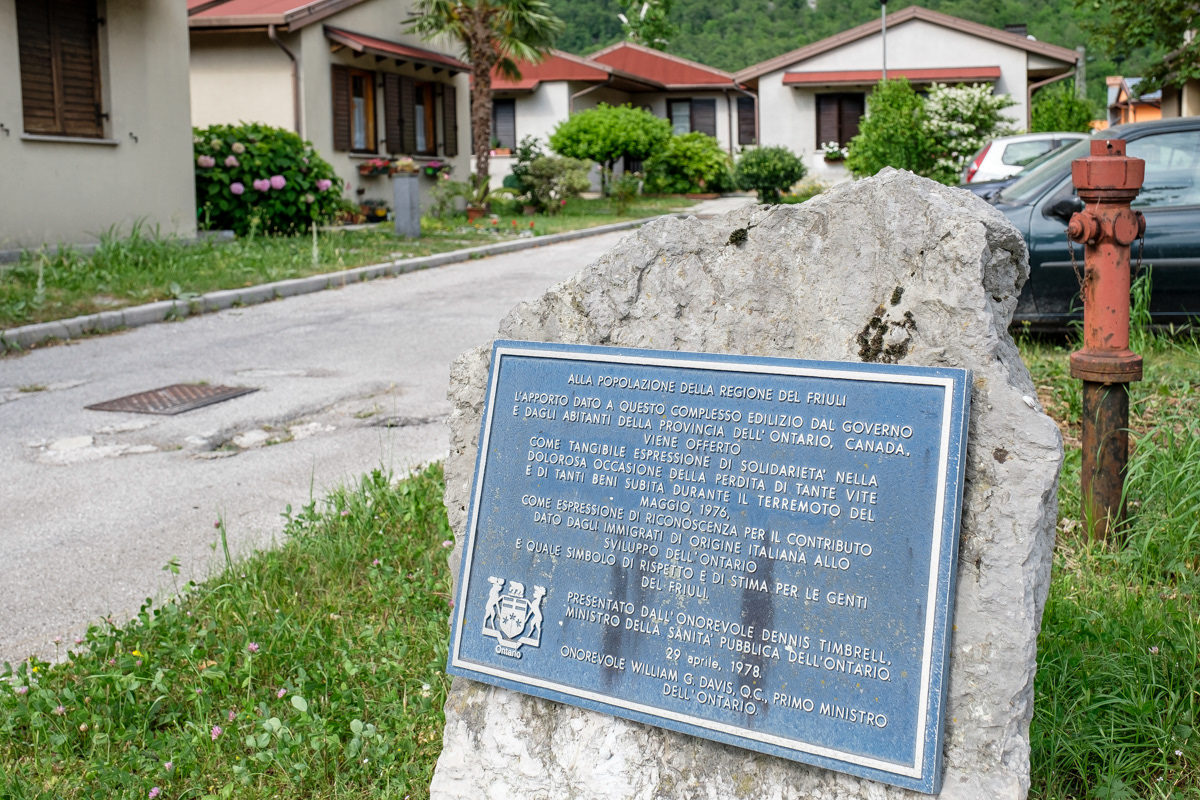 ALLA POPOLAZIONE DELLA REGIONE DEL FRIULI
L'APPORTO DATO A QUESTO COMPLESSO EDILIZIO DAL GOVERNO
E DAGLI ABITANTI DELLA PROVINCIA DELL'ONTARIO, CANADA,
VIENE OFFERTO
COME TANGIBILE ESPRESSIONE DI SOLIDARIETA' NELLA
DOLOROSA OCCASIONE DELLA PERDITA DI TANTE VITE
E DI TANTI BENI SUBITA DURANTE IL TERREMOTO DEL
MAGGIO, 1976,
COME ESPRESSIONE DI RICONOSCENZA PER IL CONTRIBUTO
DATO DAGLI IMMIGRATI DI ORIGINE ITALIANA ALLO
SVILUPPO DELL'ONTARIO
E QUALE SIMBOLO DI RISPETTO E DI STIMA PER LE GENTI
DEL FRIULI.
PRESENTATO DALL'ONOREVOLE DENNIS TIMBRELL,
MINISTRO DELLA SANITA' PUBBLICA DELL'ONTARIO.
29 aprile, 1978.
ONOREVOLE WILLIAM G. DAVIS, Q.C., PRIMO MINISTRO
DELL'ONTARIO.
Ontario